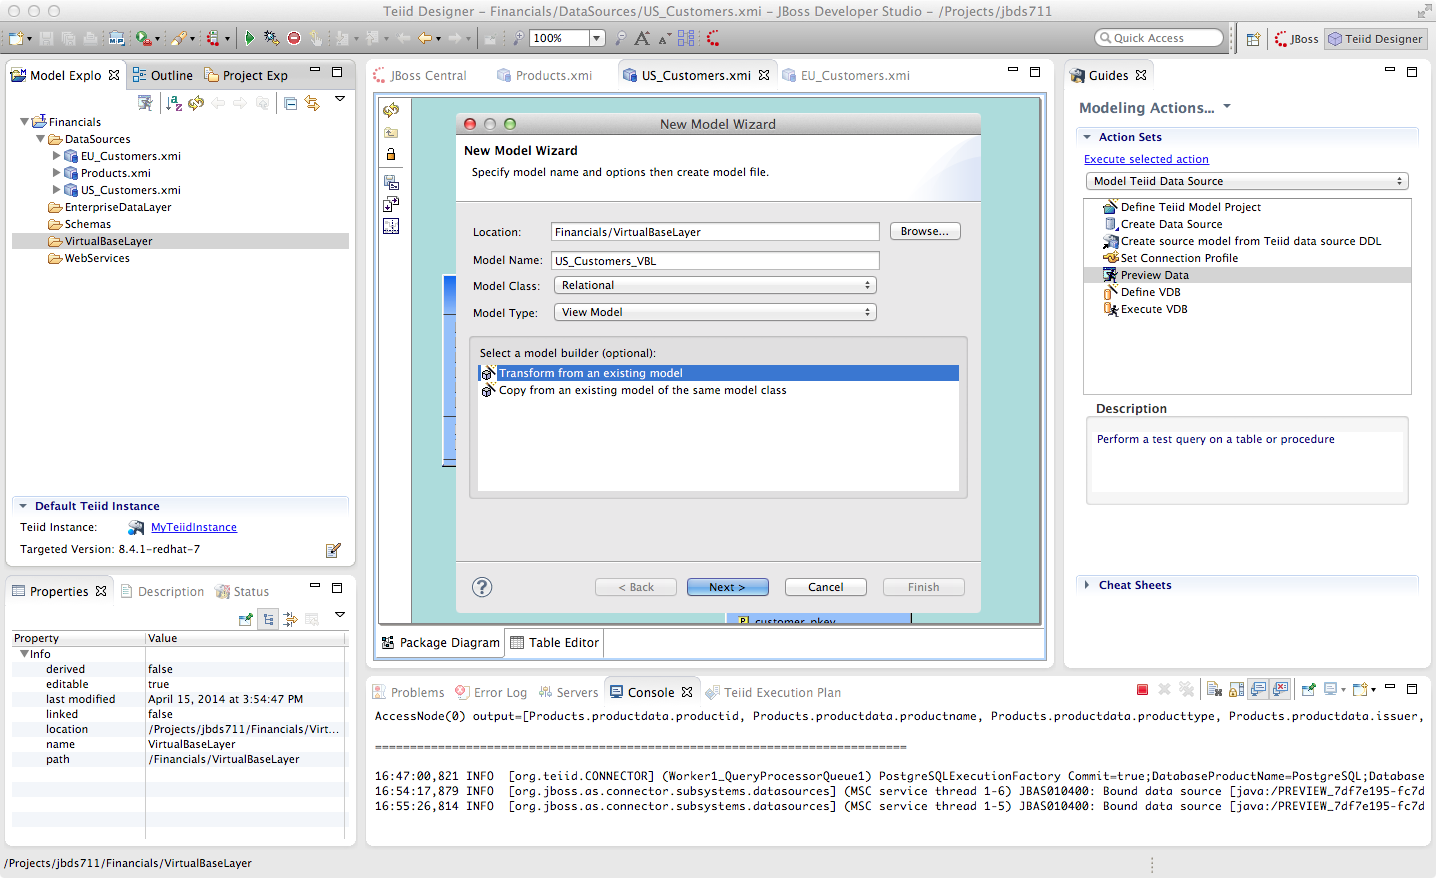 Teiid Designer – Financials/DataSources/US_Customers.xmi – JBoss Developer Studio – /Projects/jbds711
100%
Quick Access
JBoss
Teiid Designer
Model Explo
Outline
Project Exp
Financials
DataSources
EU_Customers.xmi
Products.xmi
US_Customers.xmi
EnterpriseDataLayer
Schemas
VirtualBaseLayer
WebServices
Default Teiid Instance
Teiid Instance: MyTeiidInstance
Targeted Version: 8.4.1-redhat-7
Properties
Description
Status
Property Value
Info
derived false
editable true
last modified April 15, 2014 at 3:54:47 PM
linked false
location /Projects/jbds711/Financials/Virt...
name VirtualBaseLayer
path /Financials/VirtualBaseLayer
JBoss Central
Products.xmi
US_Customers.xmi
EU_Customers.xmi
New Model Wizard
New Model Wizard
Specify model name and options then create model file.
Location: Financials/VirtualBaseLayer Browse...
Model Name: US_Customers_VBL
Model Class: Relational
Model Type: View Model
Select a model builder (optional):
Transform from an existing model
Copy from an existing model of the same model class
? < Back Next > Cancel Finish
customer_pkey
Package Diagram
Table Editor
Guides
Modeling Actions...
Action Sets
Execute selected action
Model Teiid Data Source
Define Teiid Model Project
Create Data Source
Create source model from Teiid data source DDL
Set Connection Profile
Preview Data
Define VDB
Execute VDB
Description
Perform a test query on a table or procedure
Cheat Sheets
Problems
Error Log
Servers
Console
Teiid Execution Plan
AccessNode(0) output=[Products.productdata.productid, Products.productdata.productname, Products.productdata.producttype, Products.productdata.issuer,
============================================================================
16:47:00,821 INFO [org.teiid.CONNECTOR] (Worker1_QueryProcessorQueue1) PostgreSQLExecutionFactory Commit=true;DatabaseProductName=PostgreSQL;Database
16:54:17,879 INFO [org.jboss.as.connector.subsystems.datasources] (MSC service thread 1-6) JBAS010400: Bound data source [java:/PREVIEW_7df7e195-fc7d
16:55:26,814 INFO [org.jboss.as.connector.subsystems.datasources] (MSC service thread 1-5) JBAS010400: Bound data source [java:/PREVIEW_7df7e195-fc7d
/Projects/jbds711/Financials/VirtualBaseLayer